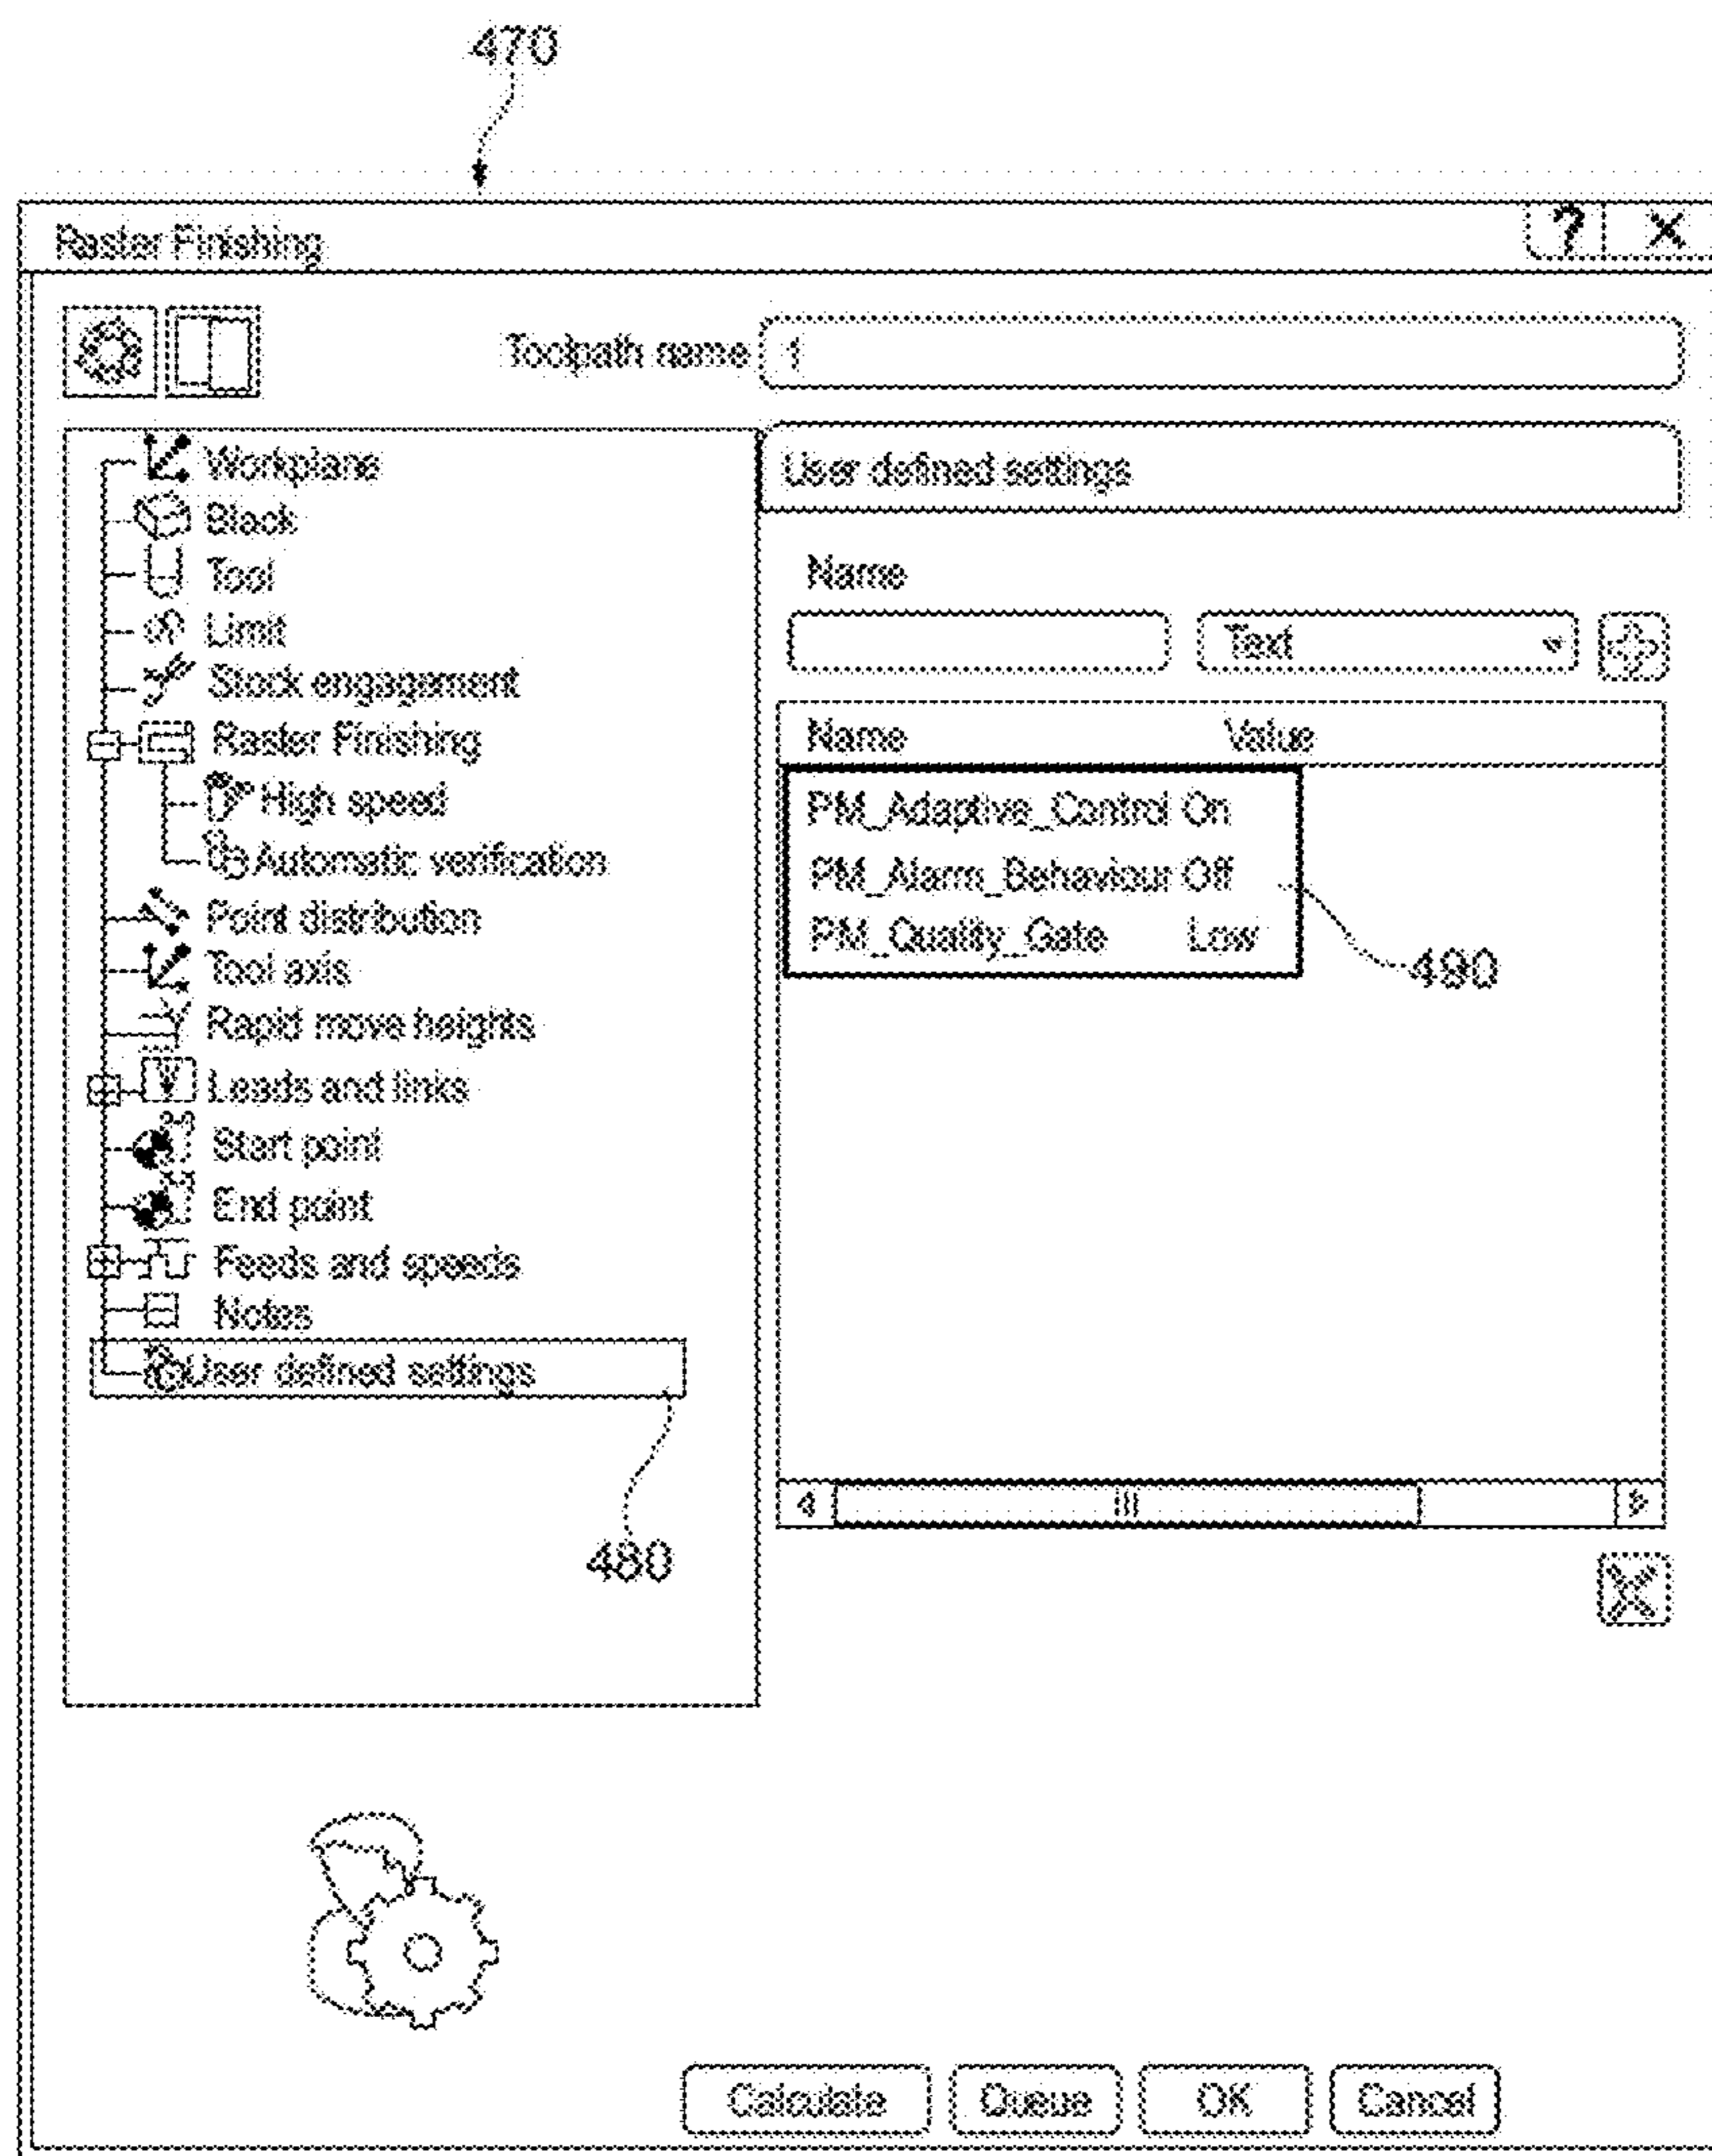 470
Raster Finishing
? X
Toolpath name 1
Workplane
Black
Tool
Limit
Stock engagement
Raster Finishing
High speed
Automatic verification
Point distribution
Tool axis
Rapid move heights
Leads and links
Start point
End point
Feeds and speeds
Notes
User defined settings
480
User defined settings
Name
Text
Name Value
PM_Adaptive_Control On
PM_Alarm_Behaviour Off
PM_Quality_Gate Low
490
Calculate Queue OK Cancel